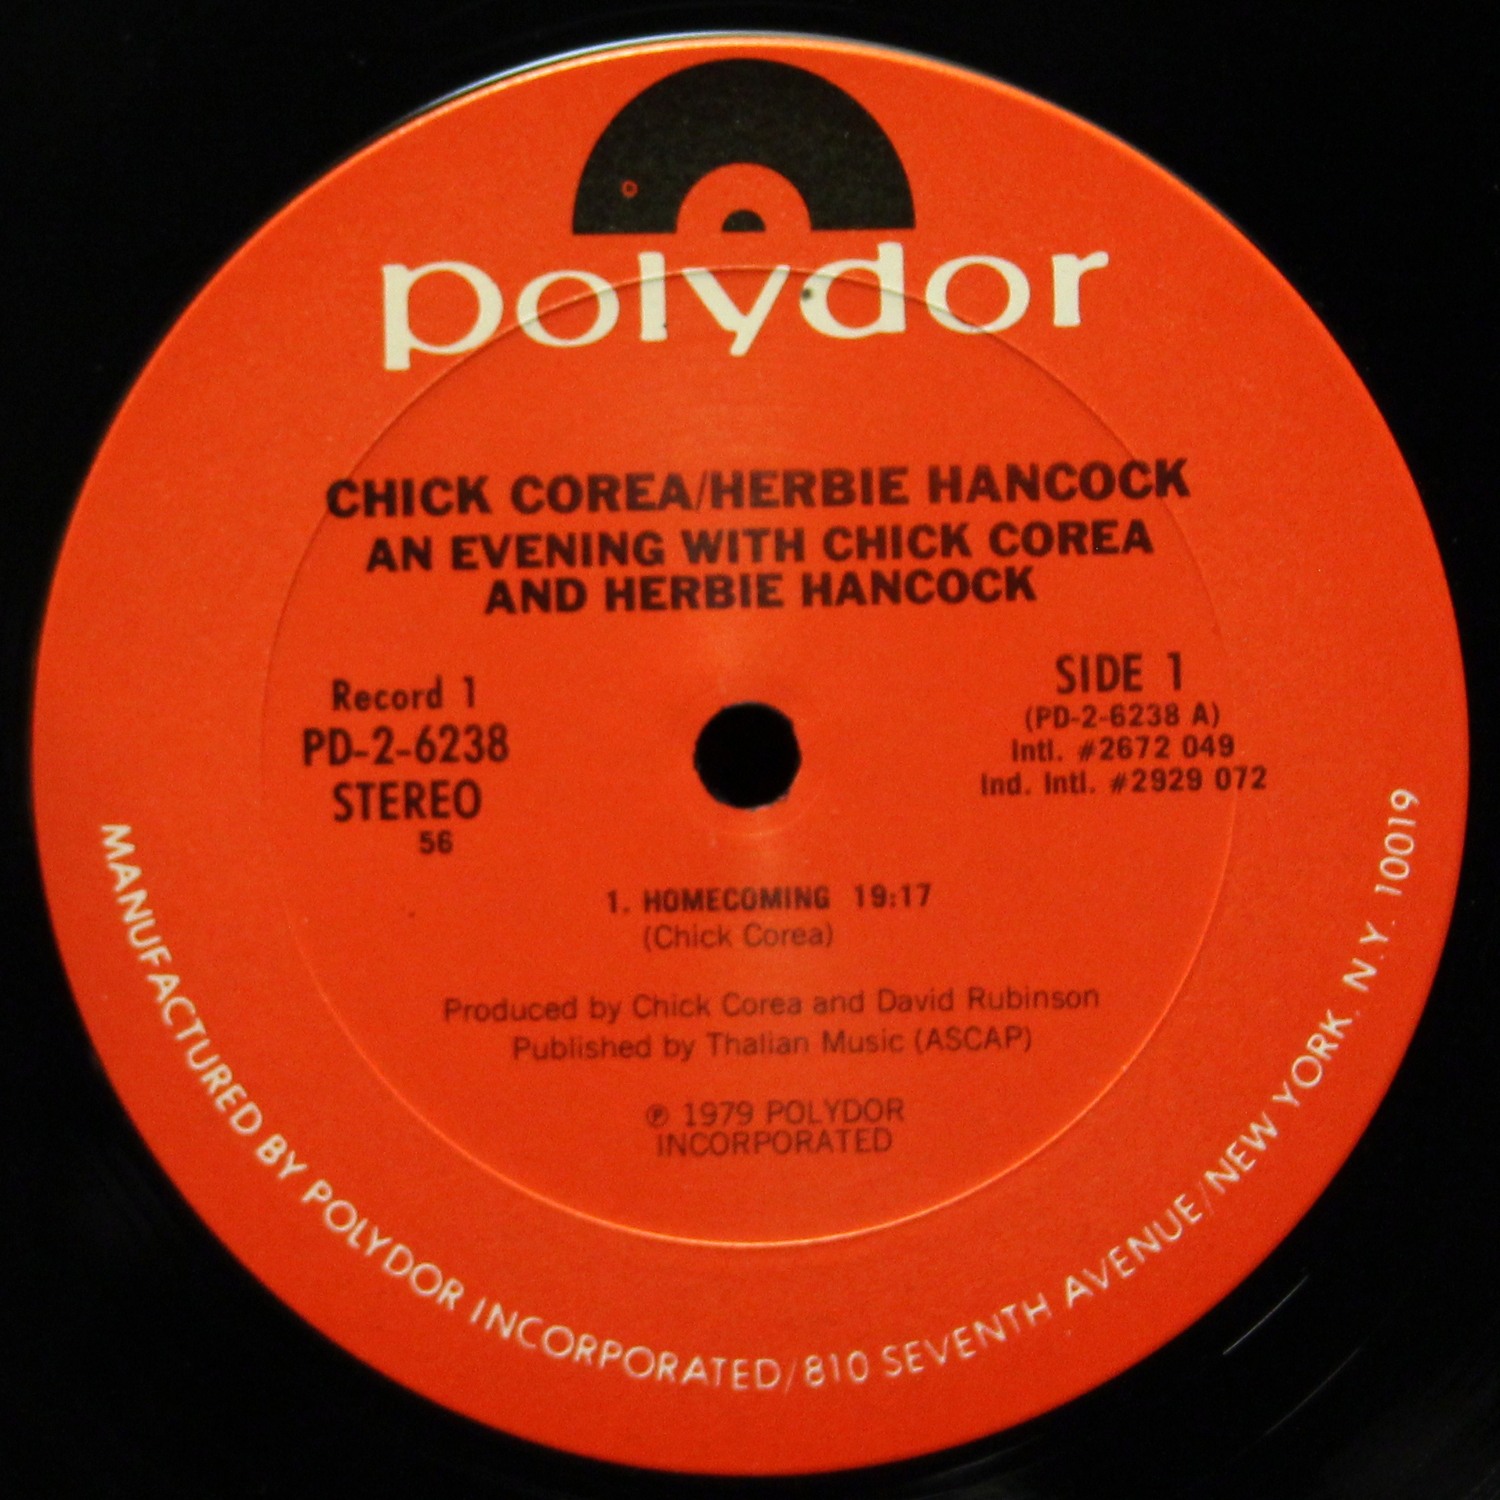 polydor
CHICK COREA/HERBIE HANCOCK
AN EVENING WITH CHICK COREA
AND HERBIE HANCOCK
Record 1
PD-2-6238
STEREO
56
SIDE 1
(PD-2-6238 A)
Intl. #2672 049
Ind. Intl. #2929 072
1. HOMECOMING 19:17
(Chick Corea)
Produced by Chick Corea and David Rubinson
Published by Thalian Music (ASCAP)
℗ 1979 POLYDOR
INCORPORATED
MANUFACTURED BY POLYDOR INCORPORATED/810 SEVENTH AVENUE/NEW YORK. N.Y. 10019